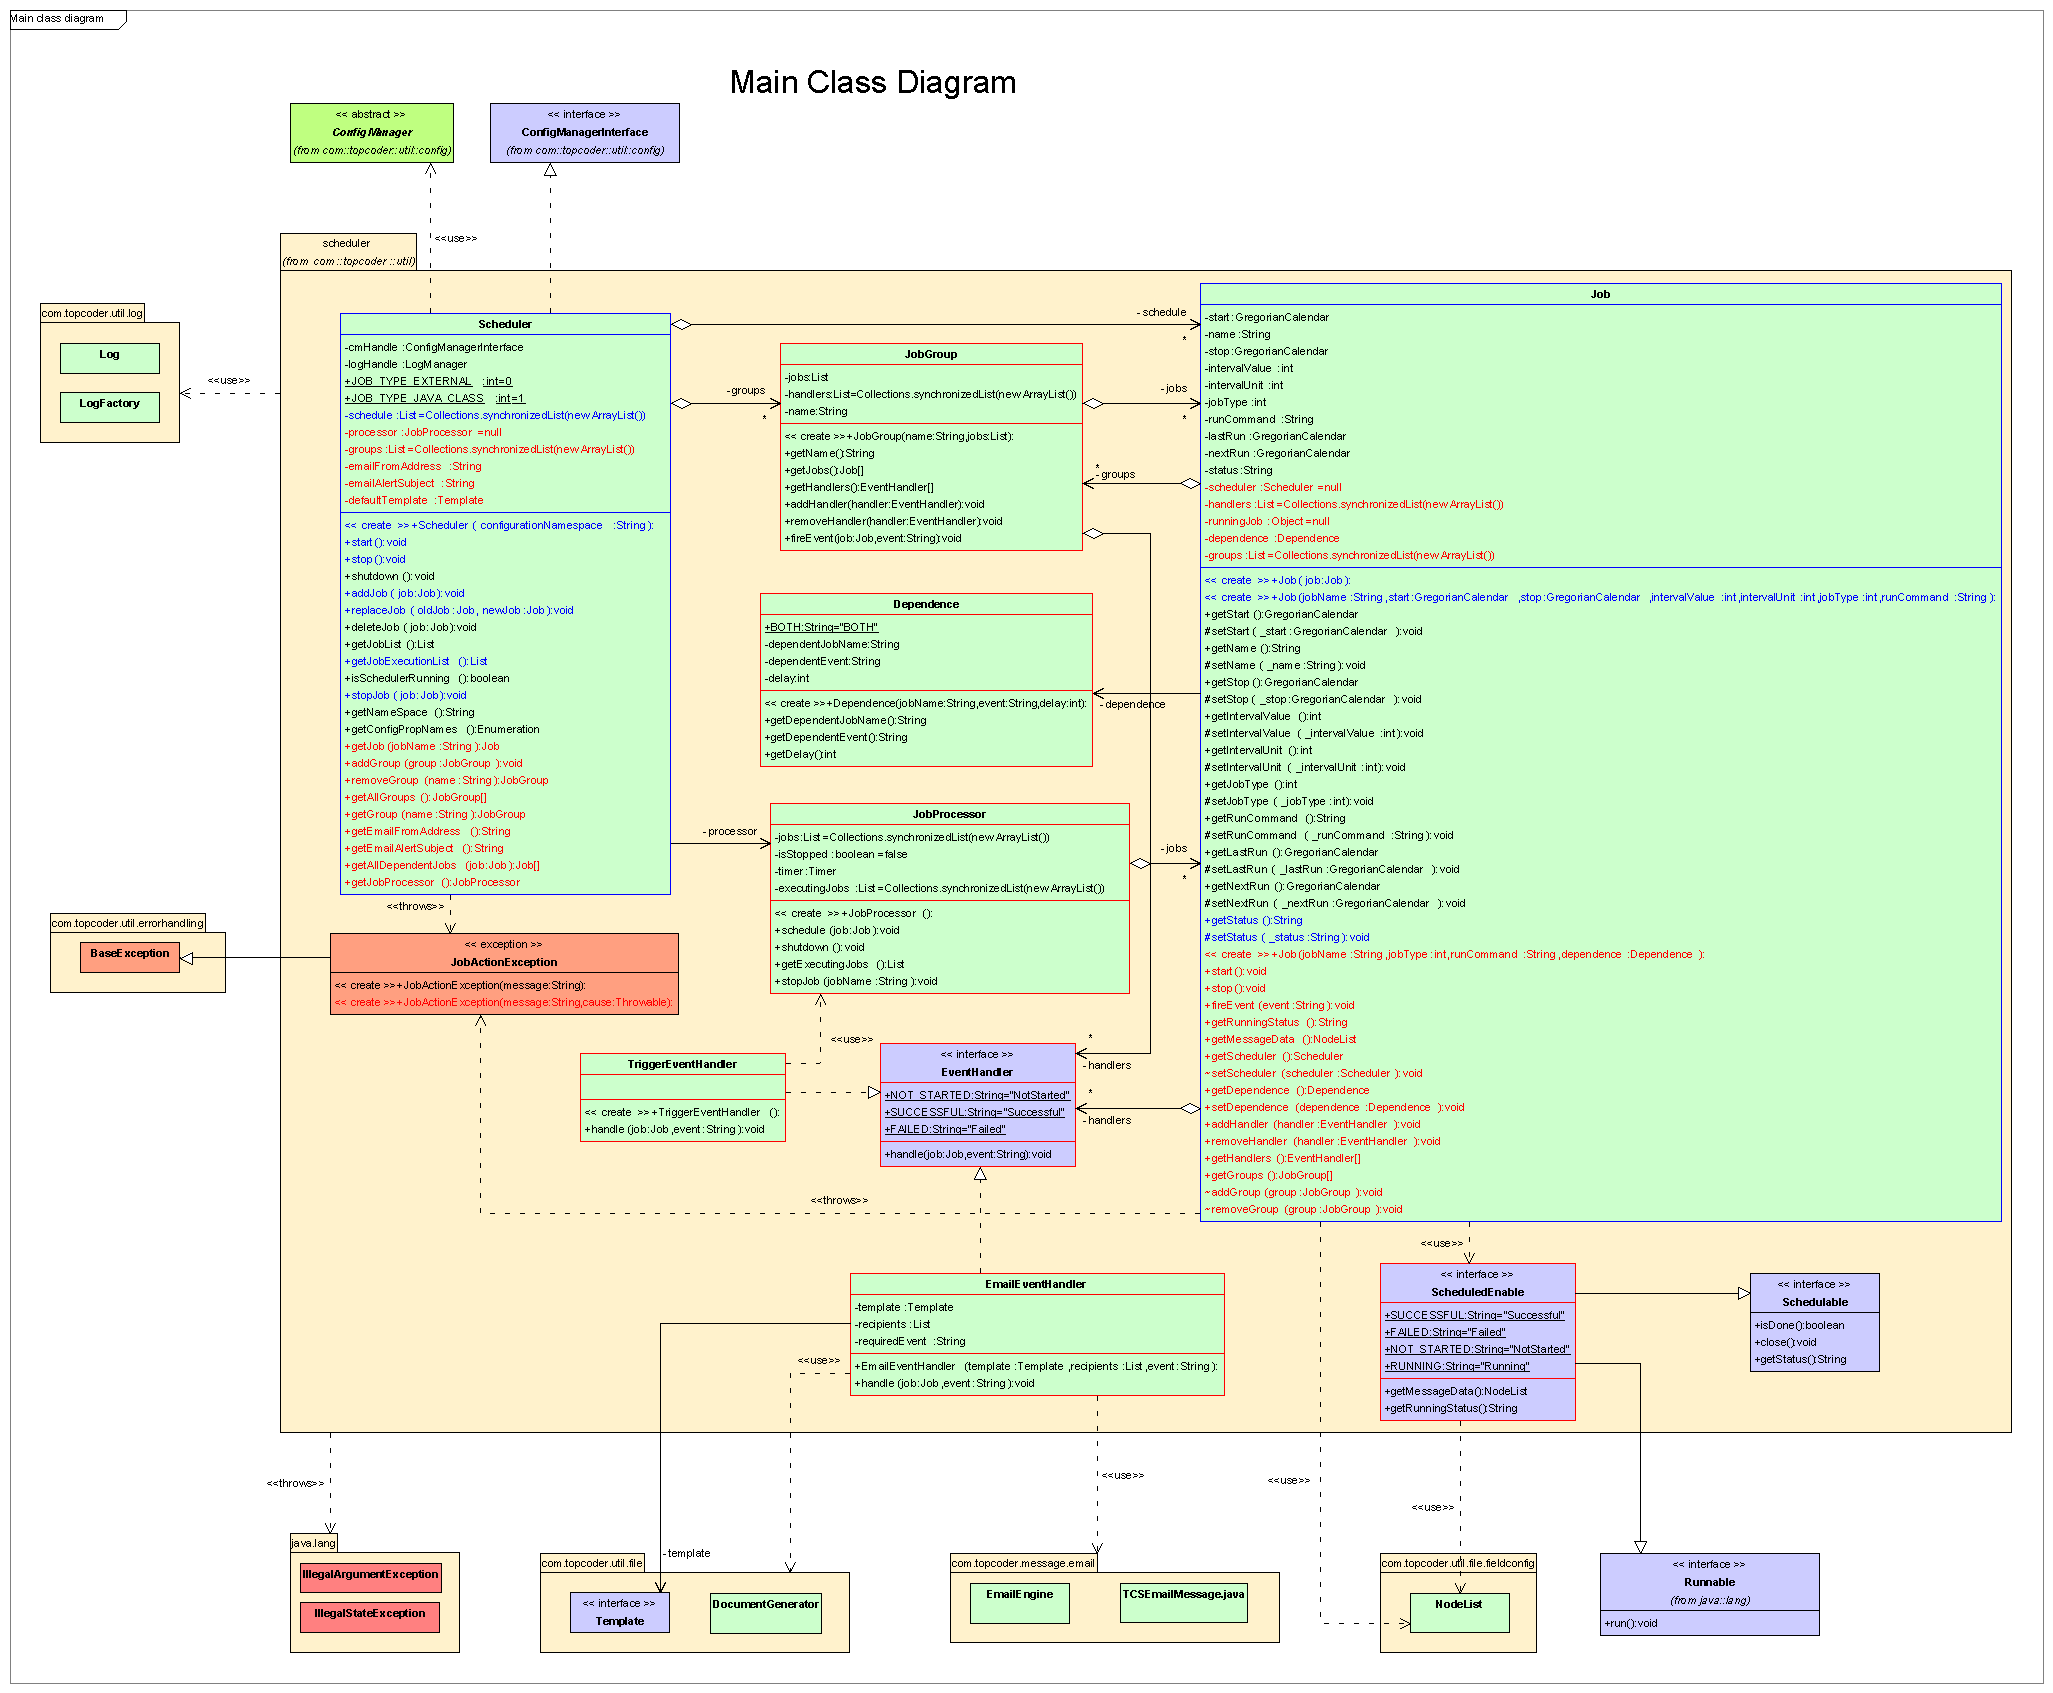 Main class diagram
Main Class Diagram
<< abstract >>
ConfigManager
(from com::topcoder::util::config)
<< interface >>
ConfigManagerInterface
(from com::topcoder::util::config)
<<use>>
scheduler
(from com::topcoder::util)
com.topcoder.util.log
Log
LogFactory
<<use>>
Scheduler
-cmHandle :ConfigManagerInterface
-logHandle :LogManager
+JOB_TYPE_EXTERNAL :int=0
+JOB_TYPE_JAVA_CLASS :int=1
-schedule :List=Collections.synchronizedList(new ArrayList())
-processor :JobProcessor =null
-groups :List=Collections.synchronizedList(new ArrayList())
-emailFromAddress :String
-emailAlertSubject :String
-defaultTemplate :Template
<< create >>+Scheduler ( configurationNamespace :String):
+start():void
+stop():void
+shutdown ():void
+addJob ( job:Job):void
+replaceJob ( oldJob :Job, newJob :Job):void
+deleteJob ( job:Job):void
+getJobList ():List
+getJobExecutionList ():List
+isSchedulerRunning ():boolean
+stopJob ( job:Job):void
+getNameSpace ():String
+getConfigPropNames ():Enumeration
+getJob (jobName :String):Job
+addGroup (group :JobGroup ):void
+removeGroup (name :String):JobGroup
+getAllGroups ():JobGroup[]
+getGroup (name :String):JobGroup
+getEmailFromAddress ():String
+getEmailAlertSubject ():String
+getAllDependentJobs (job:Job):Job[]
+getJobProcessor ():JobProcessor
-schedule
*
-groups
*
JobGroup
-jobs:List
-handlers:List=Collections.synchronizedList(new ArrayList())
-name:String
<< create >>+JobGroup(name:String,jobs:List):
+getName():String
+getJobs():Job[]
+getHandlers():EventHandler[]
+addHandler(handler:EventHandler):void
+removeHandler(handler:EventHandler):void
+fireEvent(job:Job,event:String):void
-jobs
*
*
-groups
Dependence
+BOTH:String="BOTH"
-dependentJobName:String
-dependentEvent:String
-delay:int
<< create >>+Dependence(jobName:String,event:String,delay:int):
+getDependentJobName():String
+getDependentEvent():String
+getDelay():int
-dependence
JobProcessor
-jobs:List=Collections.synchronizedList(new ArrayList())
-isStopped :boolean =false
-timer :Timer
-executingJobs :List=Collections.synchronizedList(new ArrayList())
<< create >>+JobProcessor ():
+schedule (job:Job):void
+shutdown ():void
+getExecutingJobs ():List
+stopJob (jobName :String):void
-processor
-jobs
*
Job
-start:GregorianCalendar
-name :String
-stop:GregorianCalendar
-intervalValue :int
-intervalUnit :int
-jobType :int
-runCommand :String
-lastRun :GregorianCalendar
-nextRun :GregorianCalendar
-status:String
-scheduler :Scheduler =null
-handlers :List=Collections.synchronizedList(new ArrayList())
-runningJob :Object=null
-dependence :Dependence
-groups :List=Collections.synchronizedList(new ArrayList())
<< create >>+Job( job:Job):
<< create >>+Job(jobName :String,start:GregorianCalendar ,stop:GregorianCalendar ,intervalValue :int,intervalUnit :int,jobType :int,runCommand :String):
+getStart ():GregorianCalendar
#setStart ( _start :GregorianCalendar ):void
+getName ():String
#setName ( _name :String):void
+getStop ():GregorianCalendar
#setStop ( _stop :GregorianCalendar ):void
+getIntervalValue ():int
#setIntervalValue ( _intervalValue :int):void
+getIntervalUnit ():int
#setIntervalUnit ( _intervalUnit :int):void
+getJobType ():int
#setJobType ( _jobType :int):void
+getRunCommand ():String
#setRunCommand ( _runCommand :String):void
+getLastRun ():GregorianCalendar
#setLastRun ( _lastRun :GregorianCalendar ):void
+getNextRun ():GregorianCalendar
#setNextRun ( _nextRun :GregorianCalendar ):void
+getStatus ():String
#setStatus ( _status :String):void
<< create >>+Job(jobName :String,jobType :int,runCommand :String,dependence :Dependence ):
+start():void
+stop():void
+fireEvent (event :String):void
+getRunningStatus ():String
+getMessageData ():NodeList
+getScheduler ():Scheduler
~setScheduler (scheduler :Scheduler ):void
+getDependence ():Dependence
+setDependence (dependence :Dependence ):void
+addHandler (handler :EventHandler ):void
+removeHandler (handler :EventHandler ):void
+getHandlers ():EventHandler[]
+getGroups ():JobGroup[]
~addGroup (group :JobGroup ):void
~removeGroup (group :JobGroup ):void
<<throws>>
com.topcoder.util.errorhandling
BaseException
<< exception >>
JobActionException
<< create >>+JobActionException(message:String):
<< create >>+JobActionException(message:String,cause:Throwable):
<<use>>
TriggerEventHandler
<< create >>+TriggerEventHandler ():
+handle (job:Job,event :String):void
<< interface >>
EventHandler
+NOT_STARTED:String="NotStarted"
+SUCCESSFUL:String="Successful"
+FAILED:String="Failed"
+handle(job:Job,event:String):void
*
-handlers
*
-handlers
<<throws>>
EmailEventHandler
-template :Template
-recipients :List
-requiredEvent :String
+EmailEventHandler (template :Template ,recipients :List,event :String):
+handle (job:Job,event :String):void
<<use>>
<<use>>
<< interface >>
ScheduledEnable
+SUCCESSFUL:String="Successful"
+FAILED:String="Failed"
+NOT_STARTED:String="NotStarted"
+RUNNING:String="Running"
+getMessageData():NodeList
+getRunningStatus():String
<< interface >>
Schedulable
+isDone():boolean
+close():void
+getStatus():String
<<throws>>
<<use>>
<<use>>
<<use>>
java.lang
IllegalArgumentException
IllegalStateException
-template
com.topcoder.util.file
<< interface >>
Template
DocumentGenerator
com.topcoder.message.email
EmailEngine
TCSEmailMessage.java
com.topcoder.util.file.fieldconfig
NodeList
<< interface >>
Runnable
(from java::lang)
+run():void